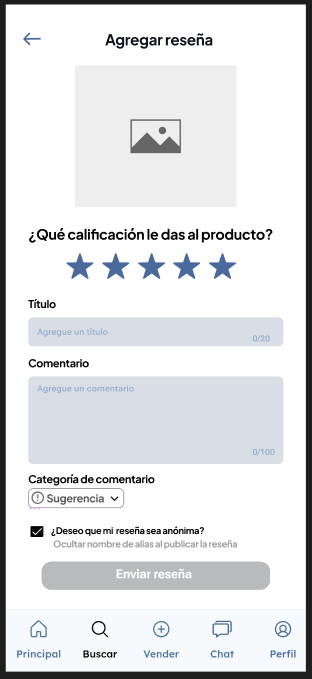 Agregar reseña
¿Qué calificación le das al producto?
Título
Agregue un título
0/20
Comentario
Agregue un comentario
0/100
Categoría de comentario
Sugerencia
¿Deseo que mi reseña sea anónima?
Ocultar nombre de alias al publicar la reseña
Enviar reseña
Principal Buscar Vender Chat Perfil